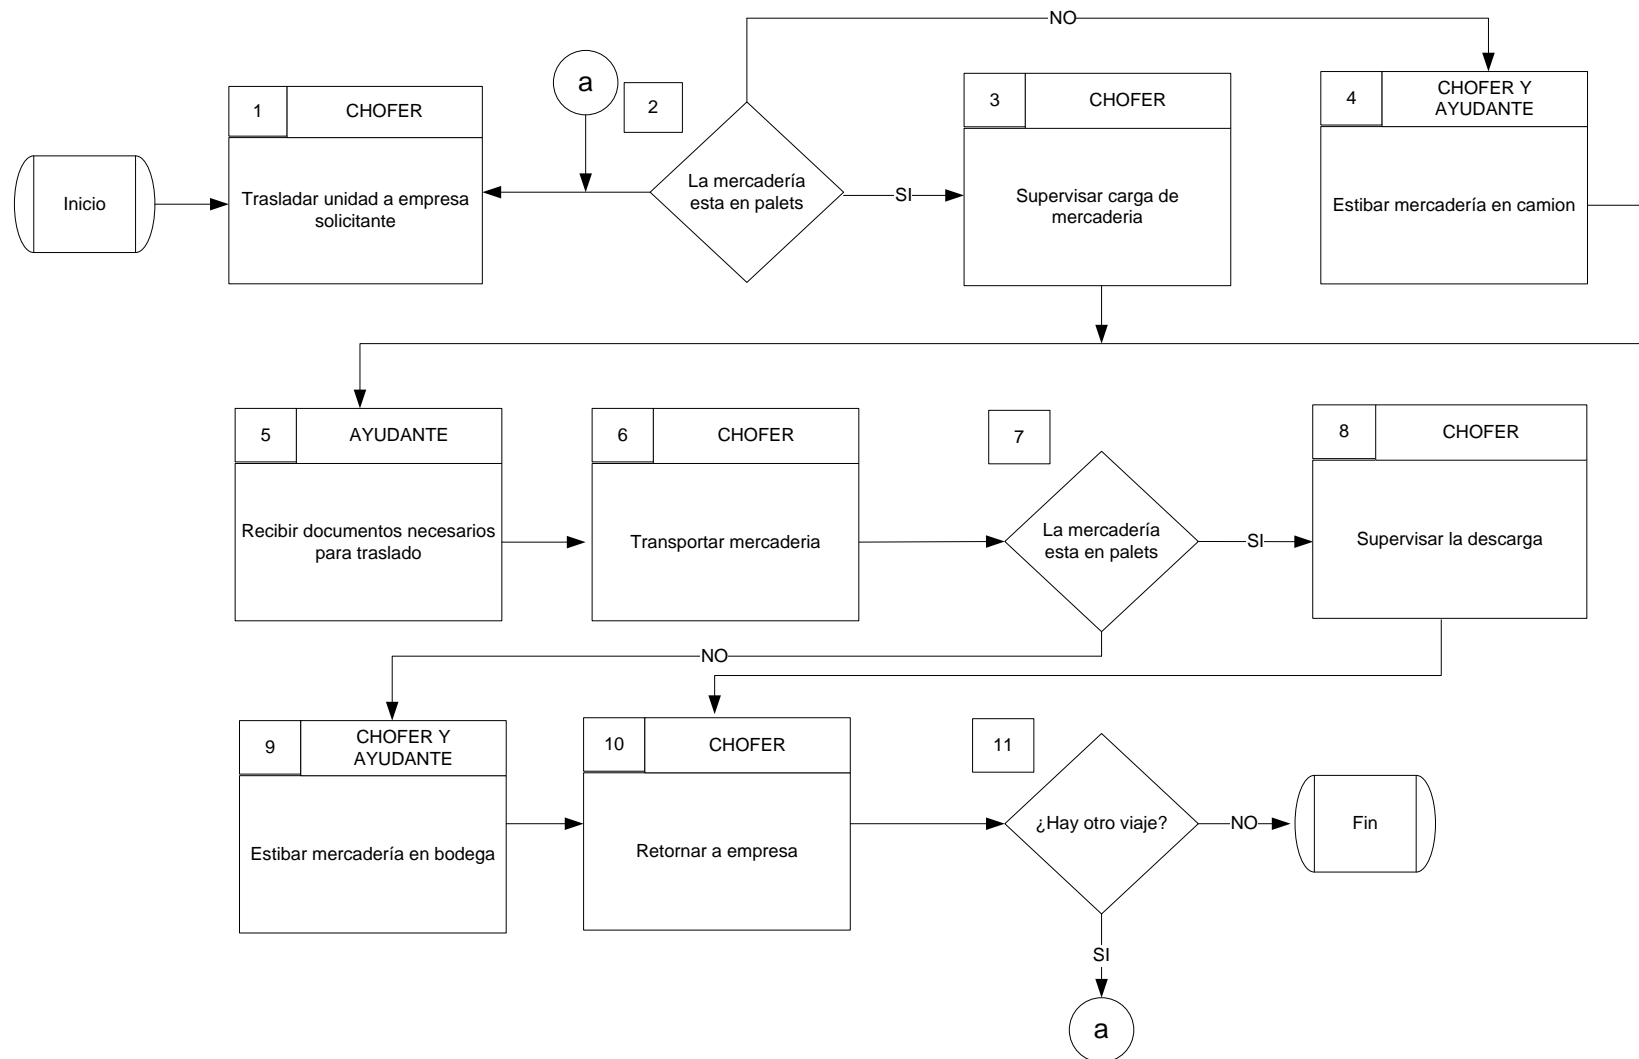 NO
a
1
CHOFER
2
3
CHOFER
4
CHOFER Y
AYUDANTE
Inicio
Trasladar unidad a empresa
solicitante
La mercadería
esta en palets
SI
Supervisar carga de
mercaderia
Estibar mercadería en camion
5
AYUDANTE
6
CHOFER
7
8
CHOFER
Recibir documentos necesarios
para traslado
Transportar mercaderia
La mercadería
esta en palets
SI
Supervisar la descarga
NO
9
CHOFER Y
AYUDANTE
10
CHOFER
11
Estibar mercadería en bodega
Retornar a empresa
¿Hay otro viaje?
NO
Fin
SI
a